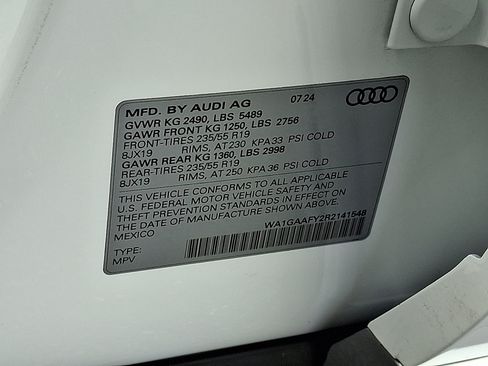 MFD. BY AUDI AG 07 24
GVWR KG 2490, LBS 5489
GAWR FRONT KG 1250, LBS 2756
FRONT-TIRES 235/55 R19
8JX19 RIMS, AT 230 KPA33 PSI COLD
GAWR REAR KG 1360, LBS 2998
REAR-TIRES 235/55 R19
8JX19 RIMS, AT 250 KPA 36 PSI COLD
THIS VEHICLE CONFORMS TO ALL APPLICABLE
U.S. FEDERAL MOTOR VEHICLE SAFETY AND
THEFT PREVENTION STANDARDS IN EFFECT ON
THE DATE OF MANUFACTURE SHOWN ABOVE
MEXICO
WA1GAAFY2R2141548
TYPE:
MPV